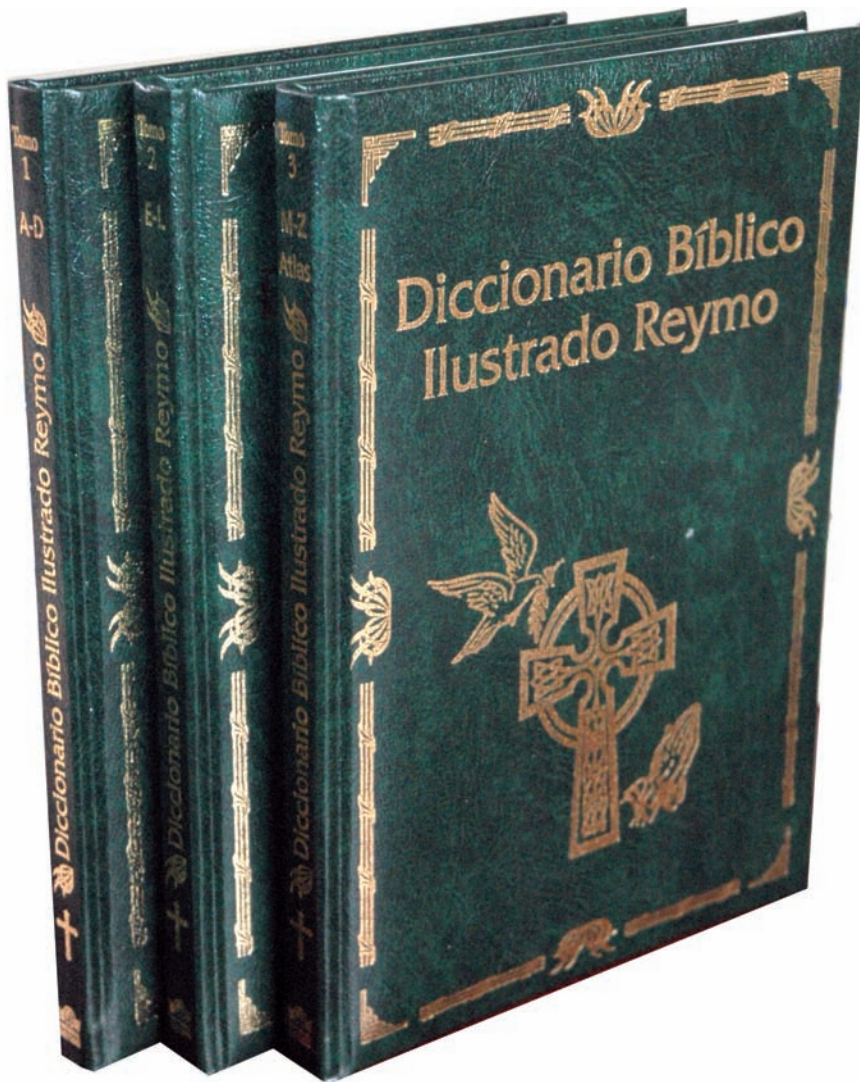 Tomo
1
A-D
Diccionario Bíblico Ilustrado Reymo
Tomo
2
E-L
Diccionario Bíblico Ilustrado Reymo
Tomo
3
M-Z
Atlas
Diccionario Bíblico Ilustrado Reymo
Diccionario Bíblico
Ilustrado Reymo